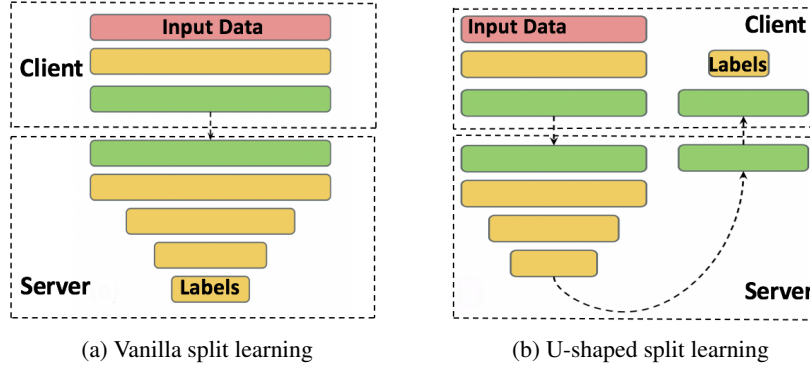 Input Data
Client
Server
Labels
(a) Vanilla split learning
Input Data
Client
Labels
Server
(b) U-shaped split learning